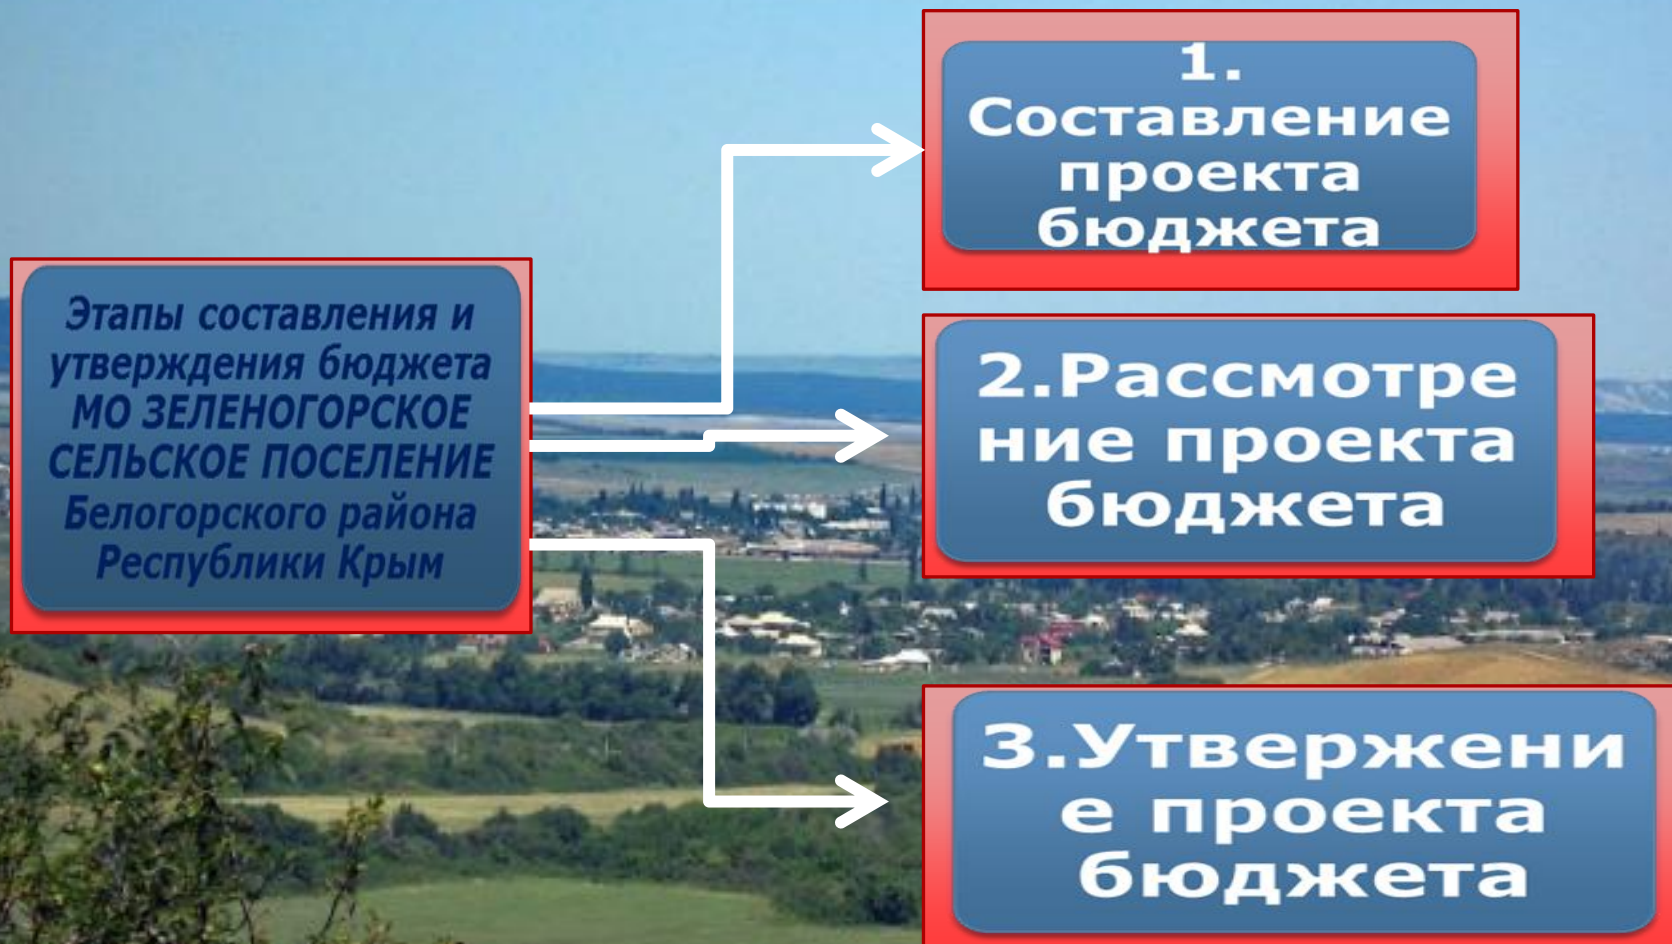 Этапы составления и
утверждения бюджета
МО ЗЕЛЕНОГОРСКОЕ
СЕЛЬСКОЕ ПОСЕЛЕНИЕ
Белогорского района
Республики Крым
1.
Составление
проекта
бюджета
2.Рассмотре
ние проекта
бюджета
3.Утвержени
е проекта
бюджета